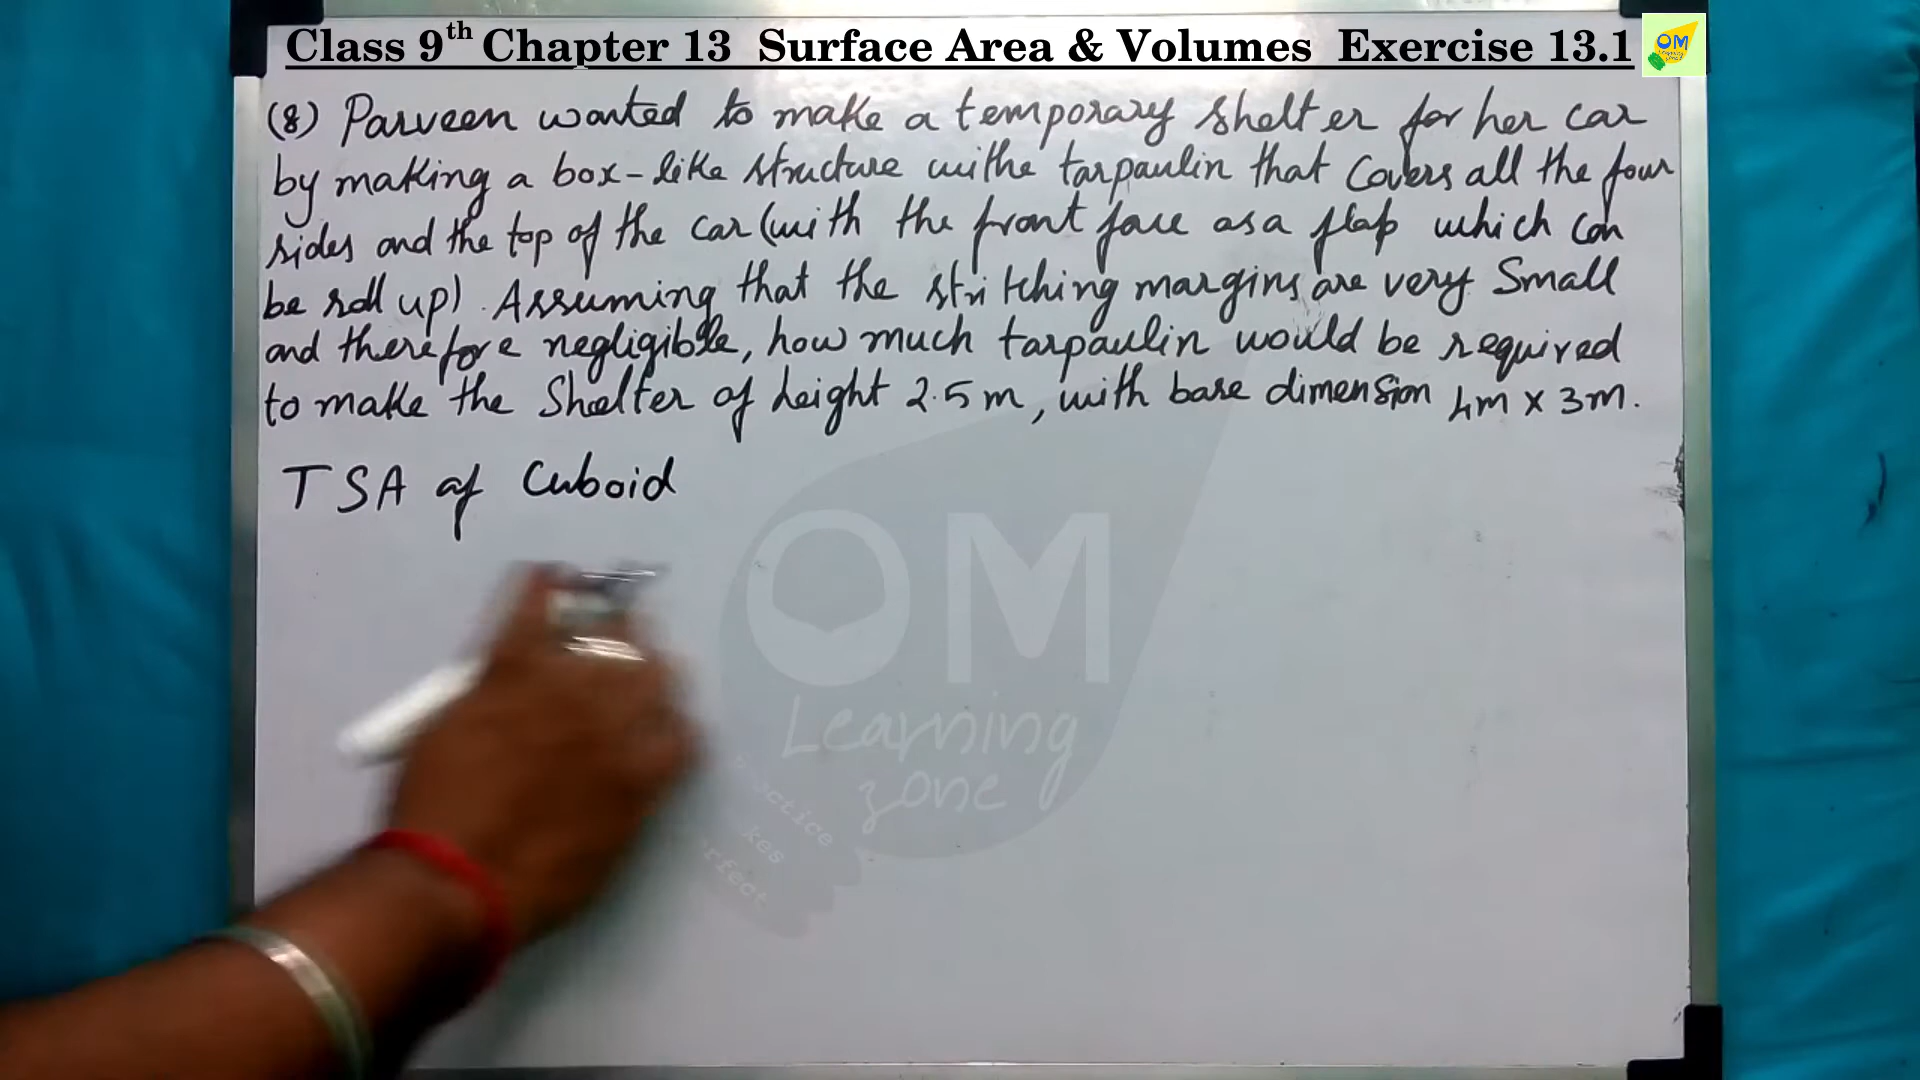 Class 9th Chapter 13 Surface Area & Volumes Exercise 13.1
OM
(8) Parveen wanted to make a temporary shelter for her car
by making a box-like structure withe tarpaulin that covers all the four
sides and the top of the car (with the front face as a flap which can
be roll up). Assuming that the stritching margins are very Small
and therefore negligible, how much tarpaulin would be required
to make the Shelter of height 2.5m, with base dimension 4m x 3m.
TSA of Cuboid
OM
Learning
zone